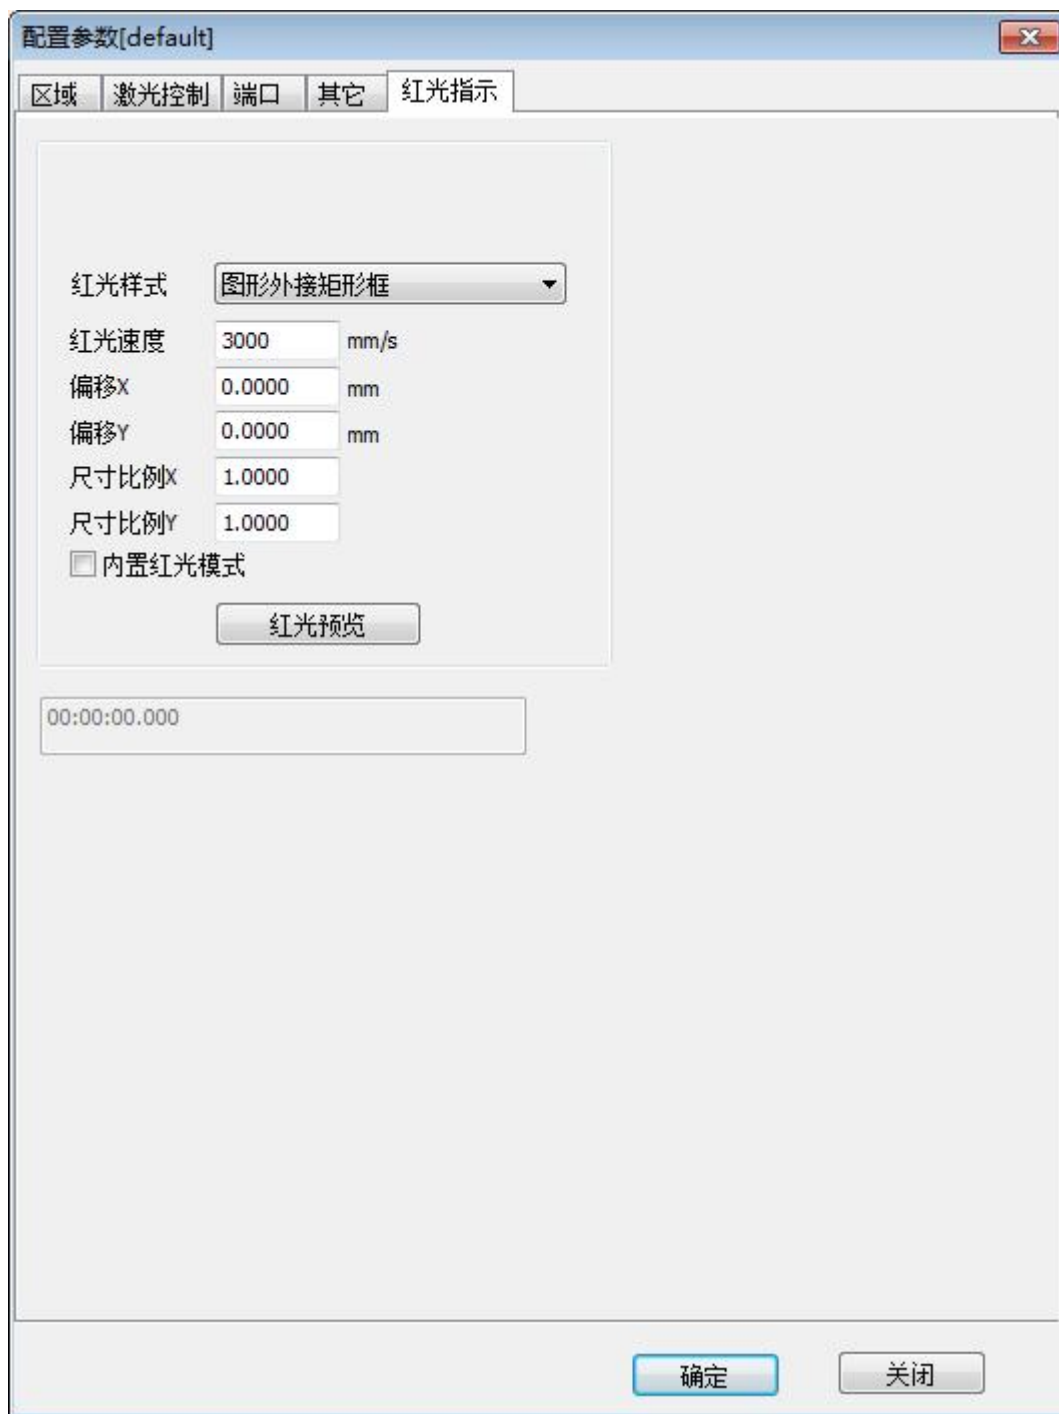 配置参数[default]
区域 激光控制 端口 其它 红光指示
红光样式 图形外接矩形框
红光速度 3000 mm/s
偏移X 0.0000 mm
偏移Y 0.0000 mm
尺寸比例X 1.0000
尺寸比例Y 1.0000
内置红光模式
红光预览
00:00:00.000
确定 关闭